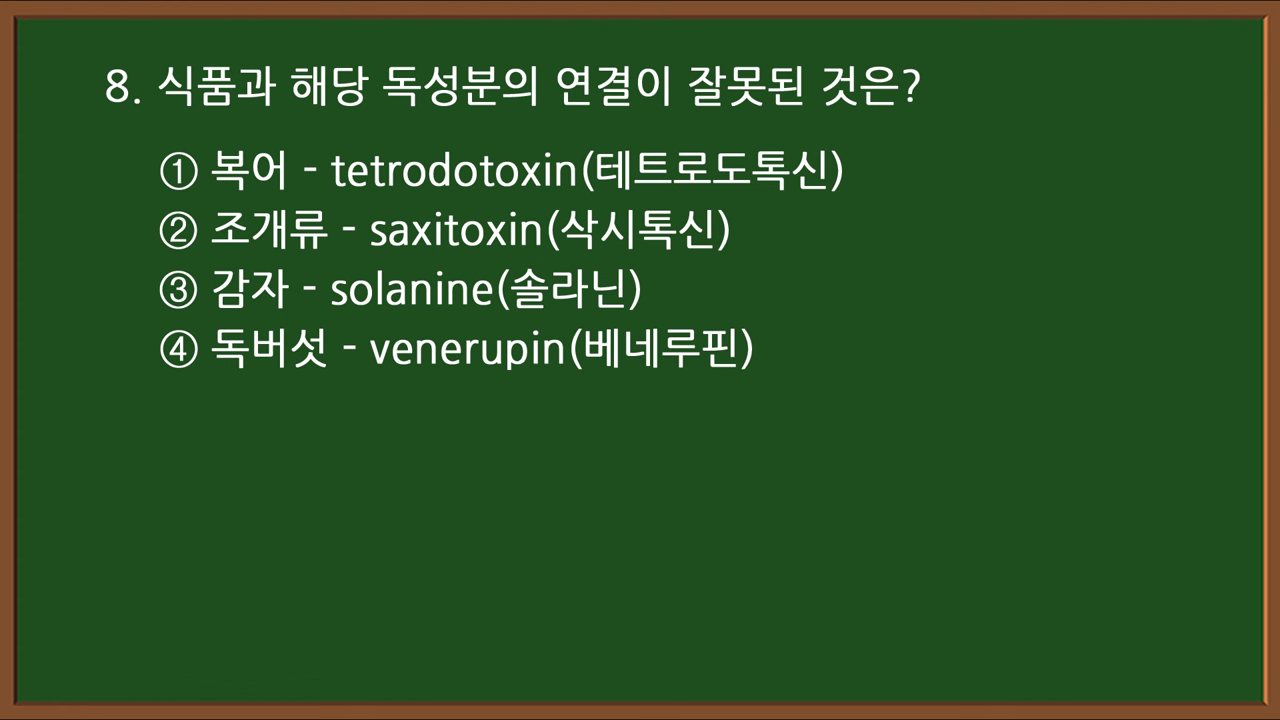 8. 식품과 해당 독성분의 연결이 잘못된 것은?
① 복어 - tetrodotoxin(테트로도톡신)
② 조개류 - saxitoxin(삭시톡신)
③ 감자 - solanine(솔라닌)
④ 독버섯 - venerupin(베네루핀)